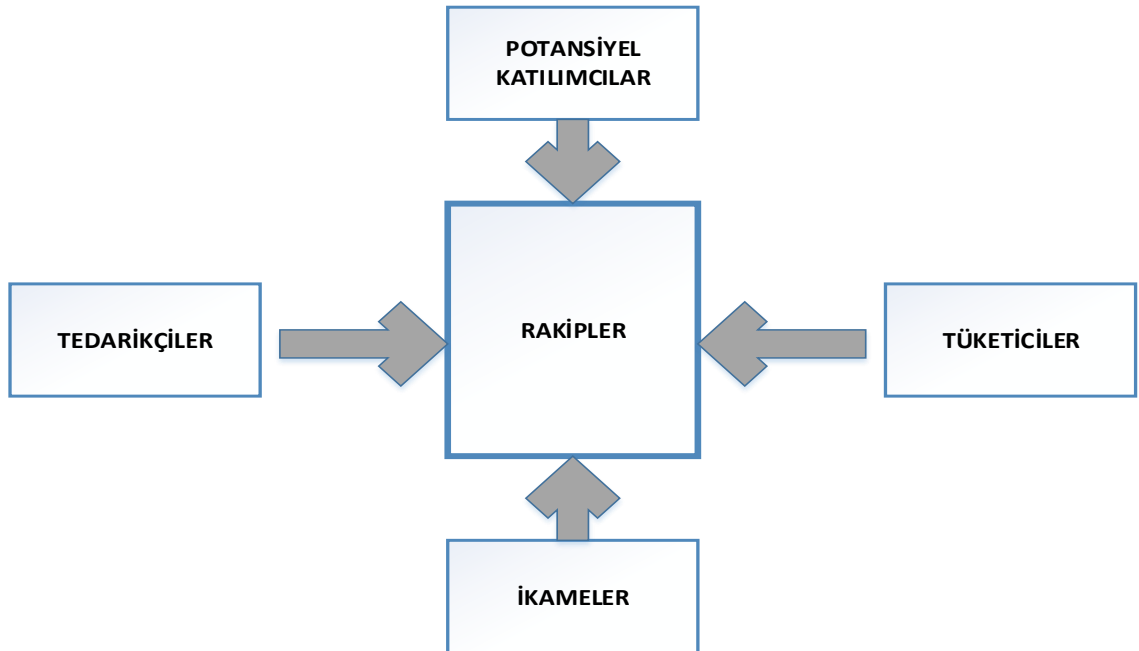 POTANSİYEL
KATILIMCILAR
TEDARİKÇİLER
RAKİPLER
TÜKETİCİLER
İKAMELER